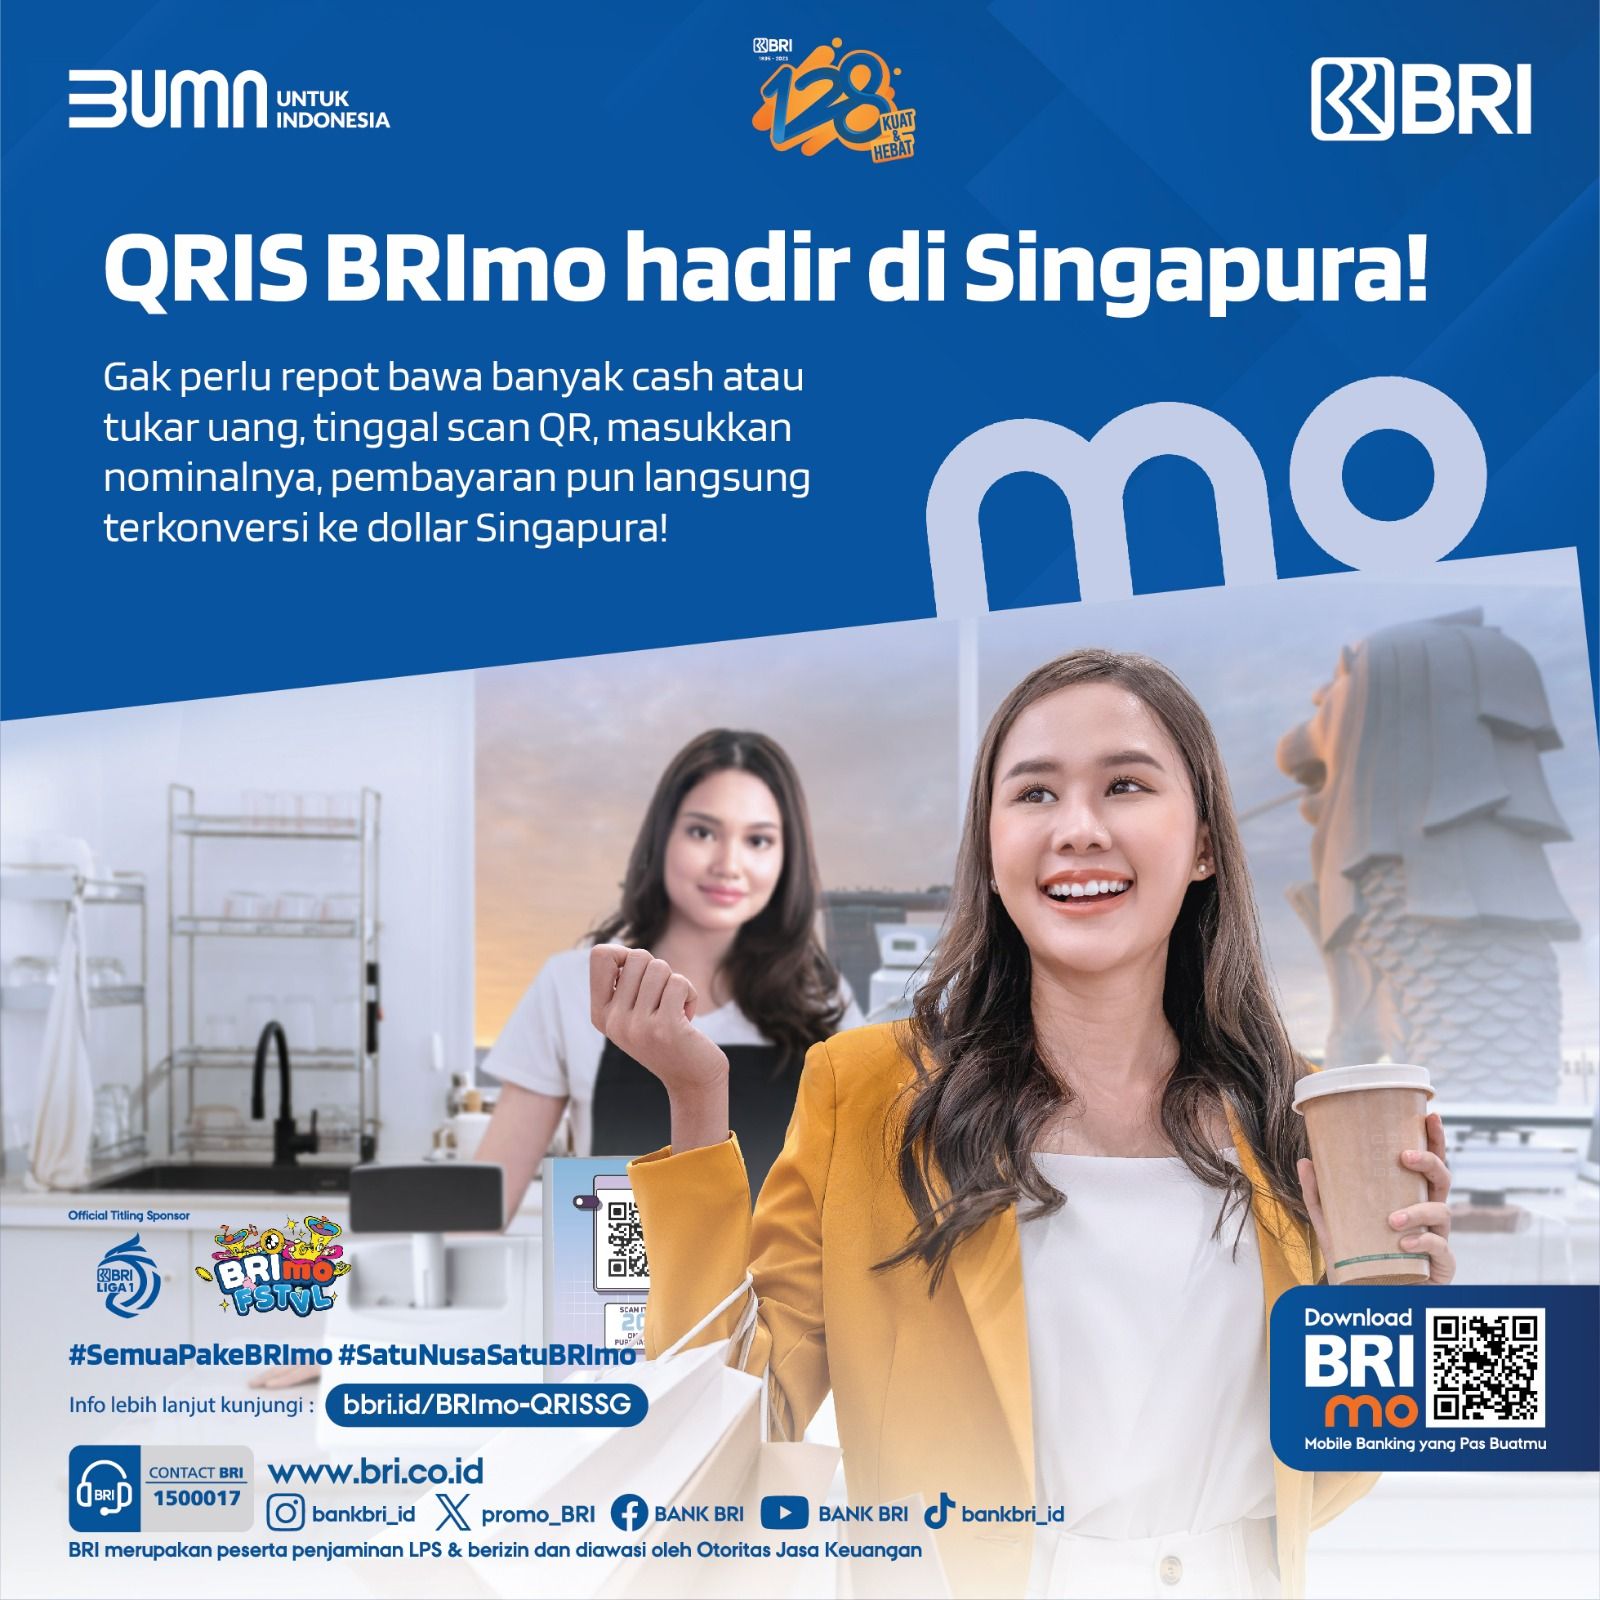 BUMN UNTUK
INDONESIA
BRI
1895 - 2023
128
KUAT
&
HEBAT
BRI
QRIS BRImo hadir di Singapura!
Gak perlu repot bawa banyak cash atau
tukar uang, tinggal scan QR, masukkan
nominalnya, pembayaran pun langsung
terkonversi ke dollar Singapura!
mo
Official Titling Sponsor
BRI
LIGA 1
BRImo
FSTVL
#SemuaPakeBRImo #SatuNusaSatuBRImo
Info lebih lanjut kunjungi : bbri.id/BRImo-QRISSG
BRI
CONTACT BRI
1500017
www.bri.co.id
bankbri_id promo_BRI BANK BRI BANK BRI bankbri_id
BRI merupakan peserta penjaminan LPS & berizin dan diawasi oleh Otoritas Jasa Keuangan
Download
BRI
mo
Mobile Banking yang Pas Buatmu